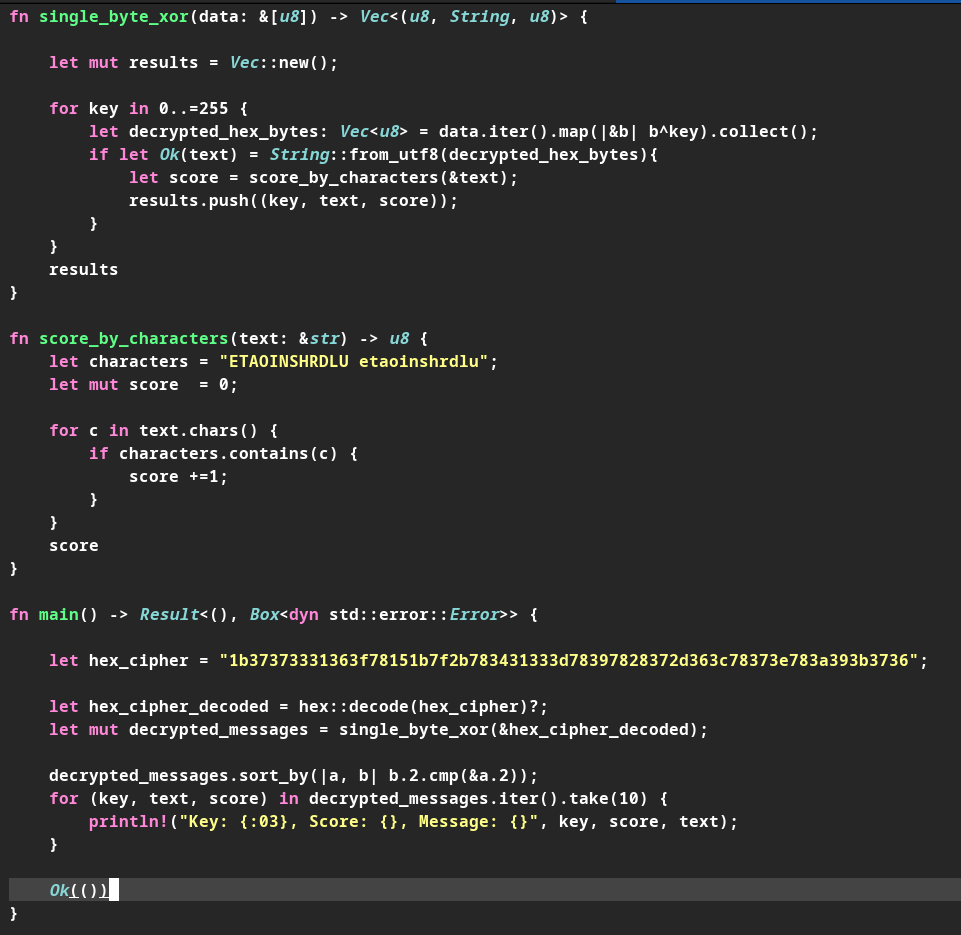 fn single_byte_xor(data: &[u8]) -> Vec<(u8, String, u8)> {
    let mut results = Vec::new();
    for key in 0..=255 {
        let decrypted_hex_bytes: Vec<u8> = data.iter().map(|&b| b^key).collect();
        if let Ok(text) = String::from_utf8(decrypted_hex_bytes){
            let score = score_by_characters(&text);
            results.push((key, text, score));
        }
    }
    results
}
fn score_by_characters(text: &str) -> u8 {
    let characters = "ETAOINSHRDLU etaoinshrdlu";
    let mut score  = 0;
    for c in text.chars() {
        if characters.contains(c) {
            score +=1;
        }
    }
    score
}
fn main() -> Result<(), Box<dyn std::error::Error>> {
    let hex_cipher = "1b37373331363f78151b7f2b783431333d78397828372d363c78373e783a393b3736";
    let hex_cipher_decoded = hex::decode(hex_cipher)?;
    let mut decrypted_messages = single_byte_xor(&hex_cipher_decoded);
    decrypted_messages.sort_by(|a, b| b.2.cmp(&a.2));
    for (key, text, score) in decrypted_messages.iter().take(10) {
        println!("Key: {:03}, Score: {}, Message: {}", key, score, text);
    }
    Ok(())
}